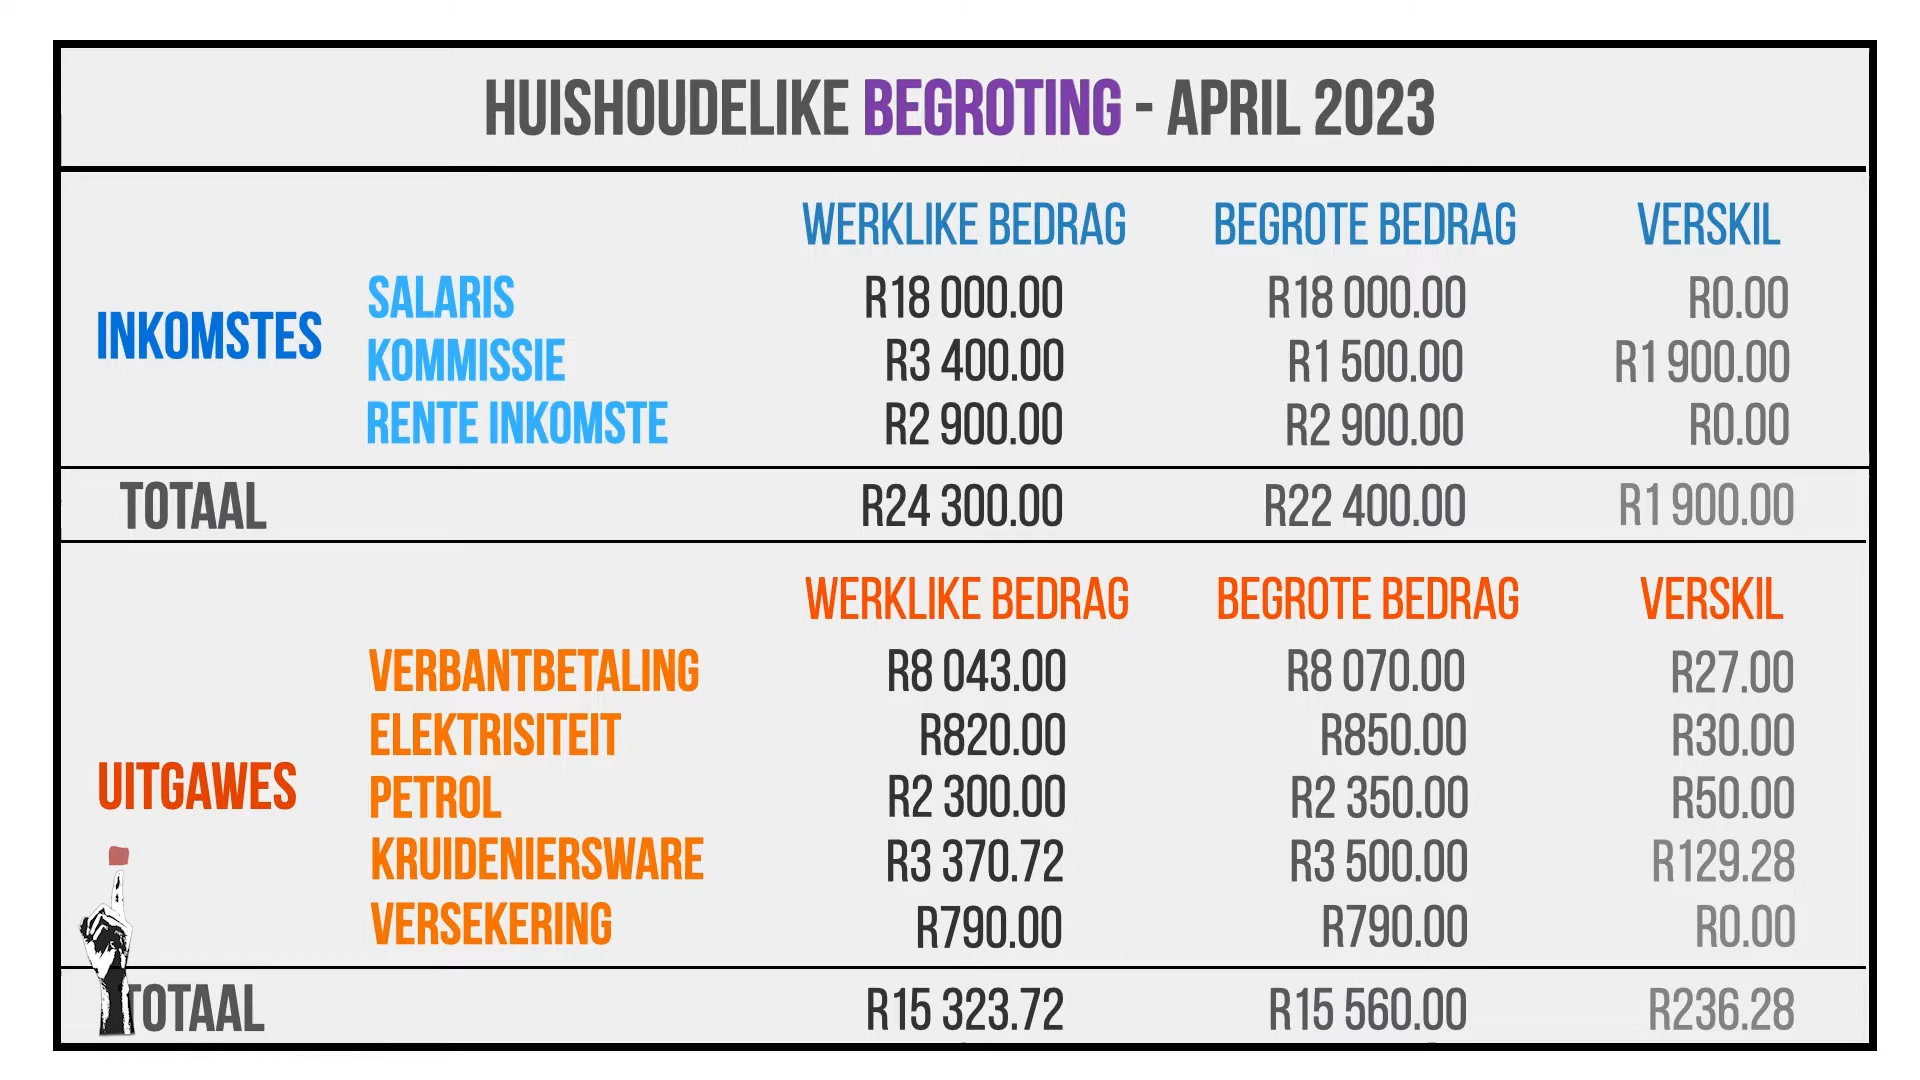 HUISHOUDELIKE BEGROTING - APRIL 2023
WERKLIKE BEDRAG BEGROTE BEDRAG VERSKIL
INKOMSTES
SALARIS R18 000.00 R18 000.00 R0.00
KOMMISSIE R3 400.00 R1 500.00 R1 900.00
RENTE INKOMSTE R2 900.00 R2 900.00 R0.00
TOTAAL R24 300.00 R22 400.00 R1 900.00
WERKLIKE BEDRAG BEGROTE BEDRAG VERSKIL
UITGAWES
VERBANTBETALING R8 043.00 R8 070.00 R27.00
ELEKTRISITEIT R820.00 R850.00 R30.00
PETROL R2 300.00 R2 350.00 R50.00
KRUIDENIERSWARE R3 370.72 R3 500.00 R129.28
VERSEKERING R790.00 R790.00 R0.00
TOTAAL R15 323.72 R15 560.00 R236.28